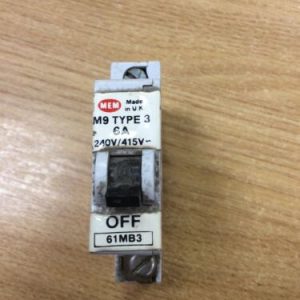 MEM Made in U.K
M9 TYPE 3
6A
240V/415V~
OFF
61MB3